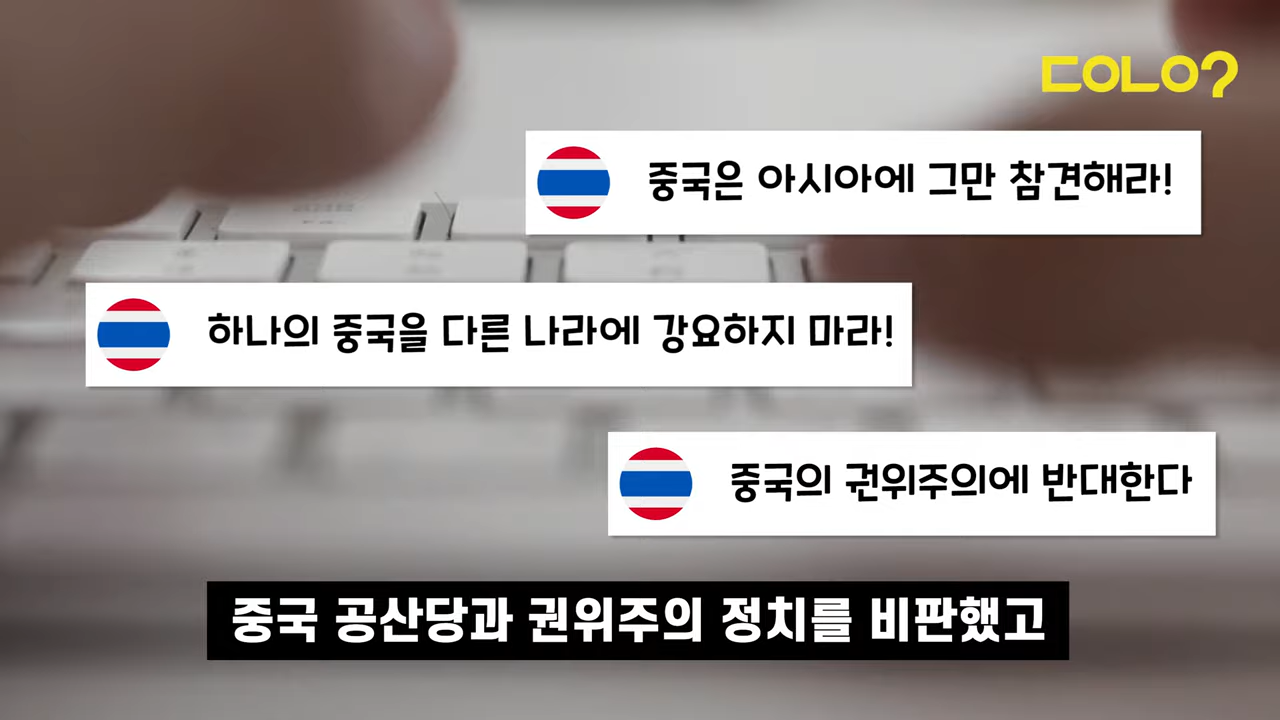 ㄷㅇㄴㅇ?
중국은 아시아에 그만 참견해라!
하나의 중국을 다른 나라에 강요하지 마라!
중국의 권위주의에 반대한다
중국 공산당과 권위주의 정치를 비판했고